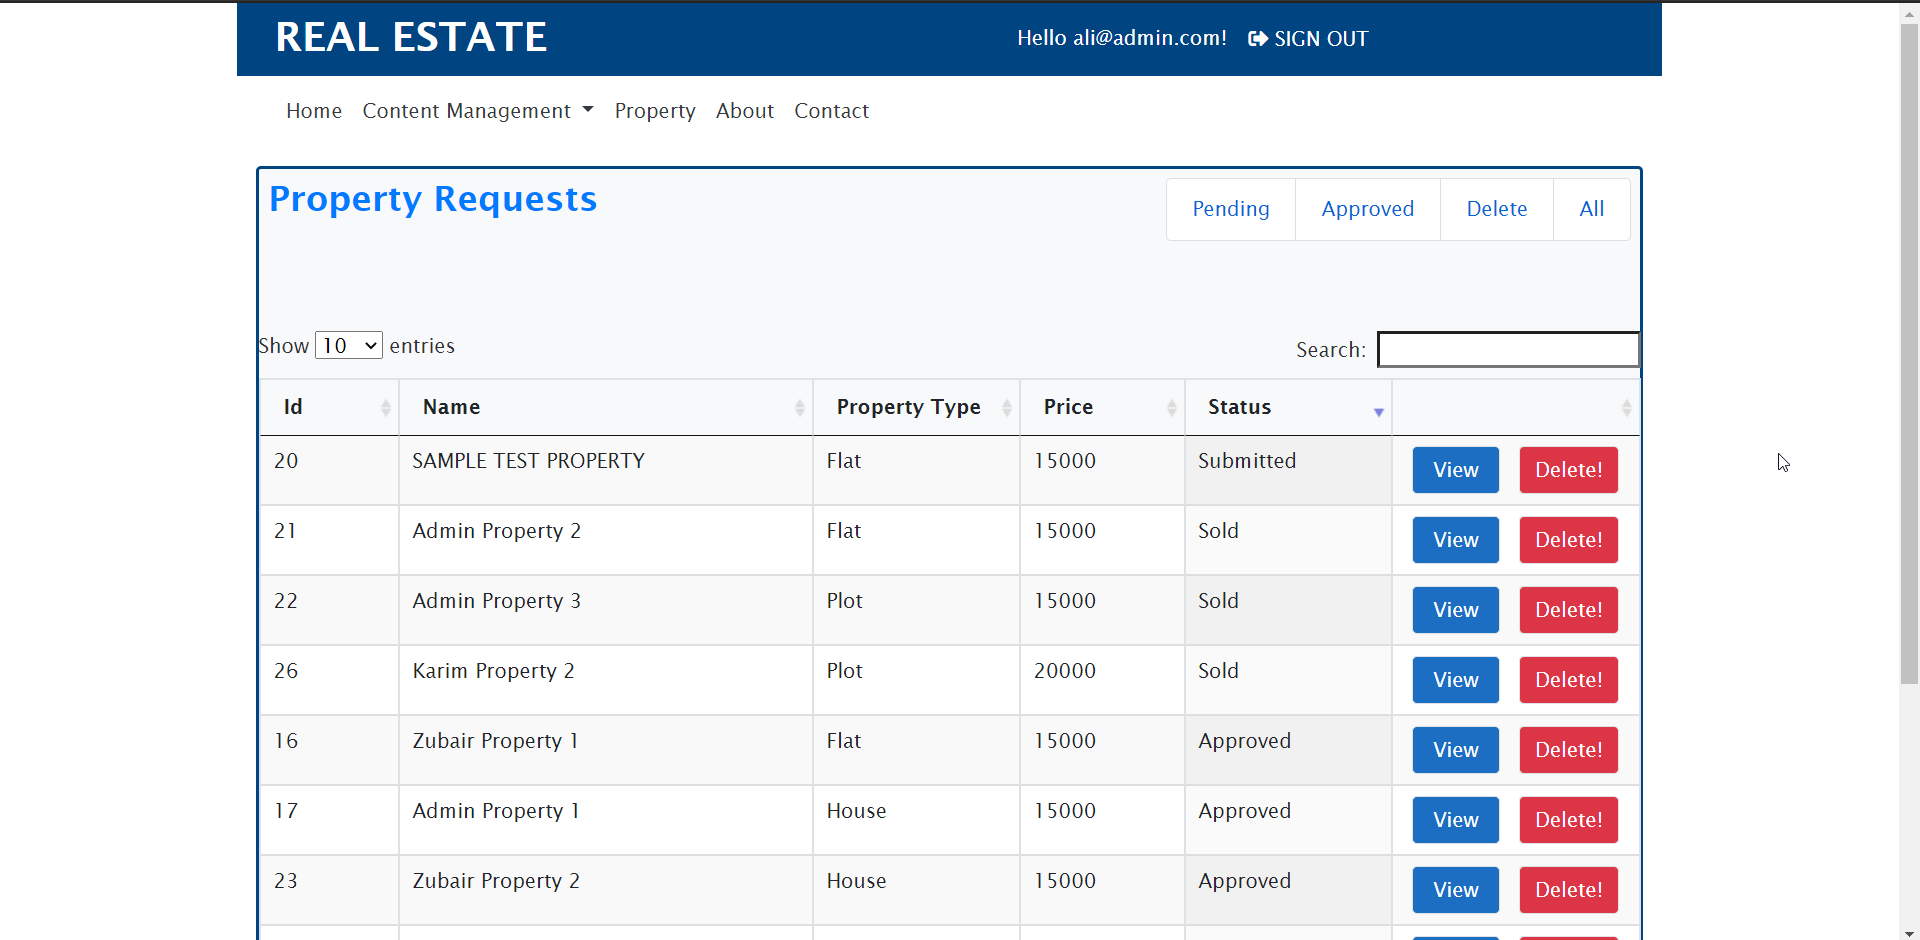 REAL ESTATE
Hello ali@admin.com! SIGN OUT
Home Content Management Property About Contact
Property Requests
Pending Approved Delete All
Show 10 entries
Search:
Id Name Property Type Price Status
20 SAMPLE TEST PROPERTY Flat 15000 Submitted View Delete!
21 Admin Property 2 Flat 15000 Sold View Delete!
22 Admin Property 3 Plot 15000 Sold View Delete!
26 Karim Property 2 Plot 20000 Sold View Delete!
16 Zubair Property 1 Flat 15000 Approved View Delete!
17 Admin Property 1 House 15000 Approved View Delete!
23 Zubair Property 2 House 15000 Approved View Delete!